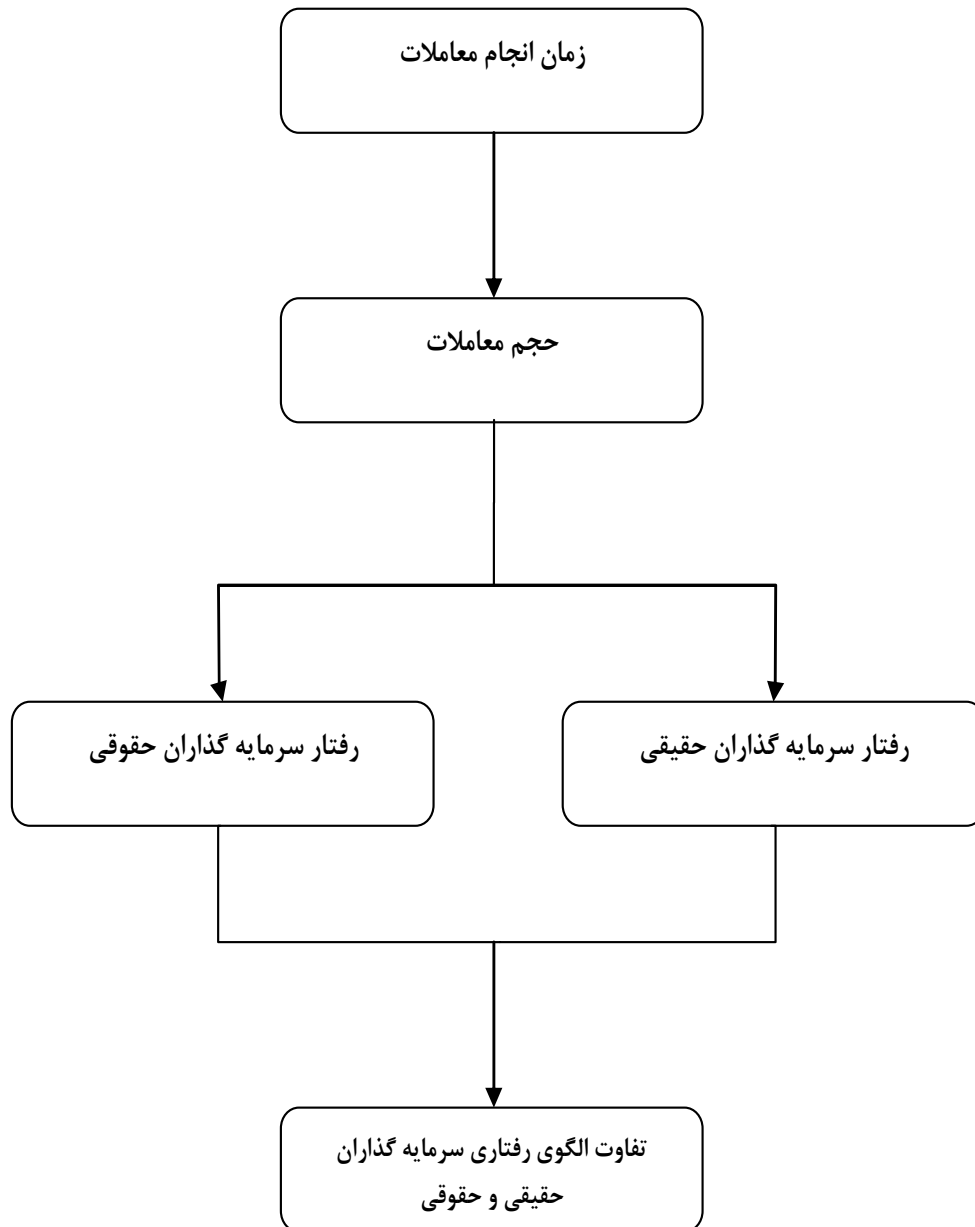 زمان انجام معاملات
حجم معاملات
رفتار سرمایه گذاران حقیقی
رفتار سرمایه گذاران حقوقی
تفاوت الگوی رفتاری سرمایه گذاران
حقیقی و حقوقی